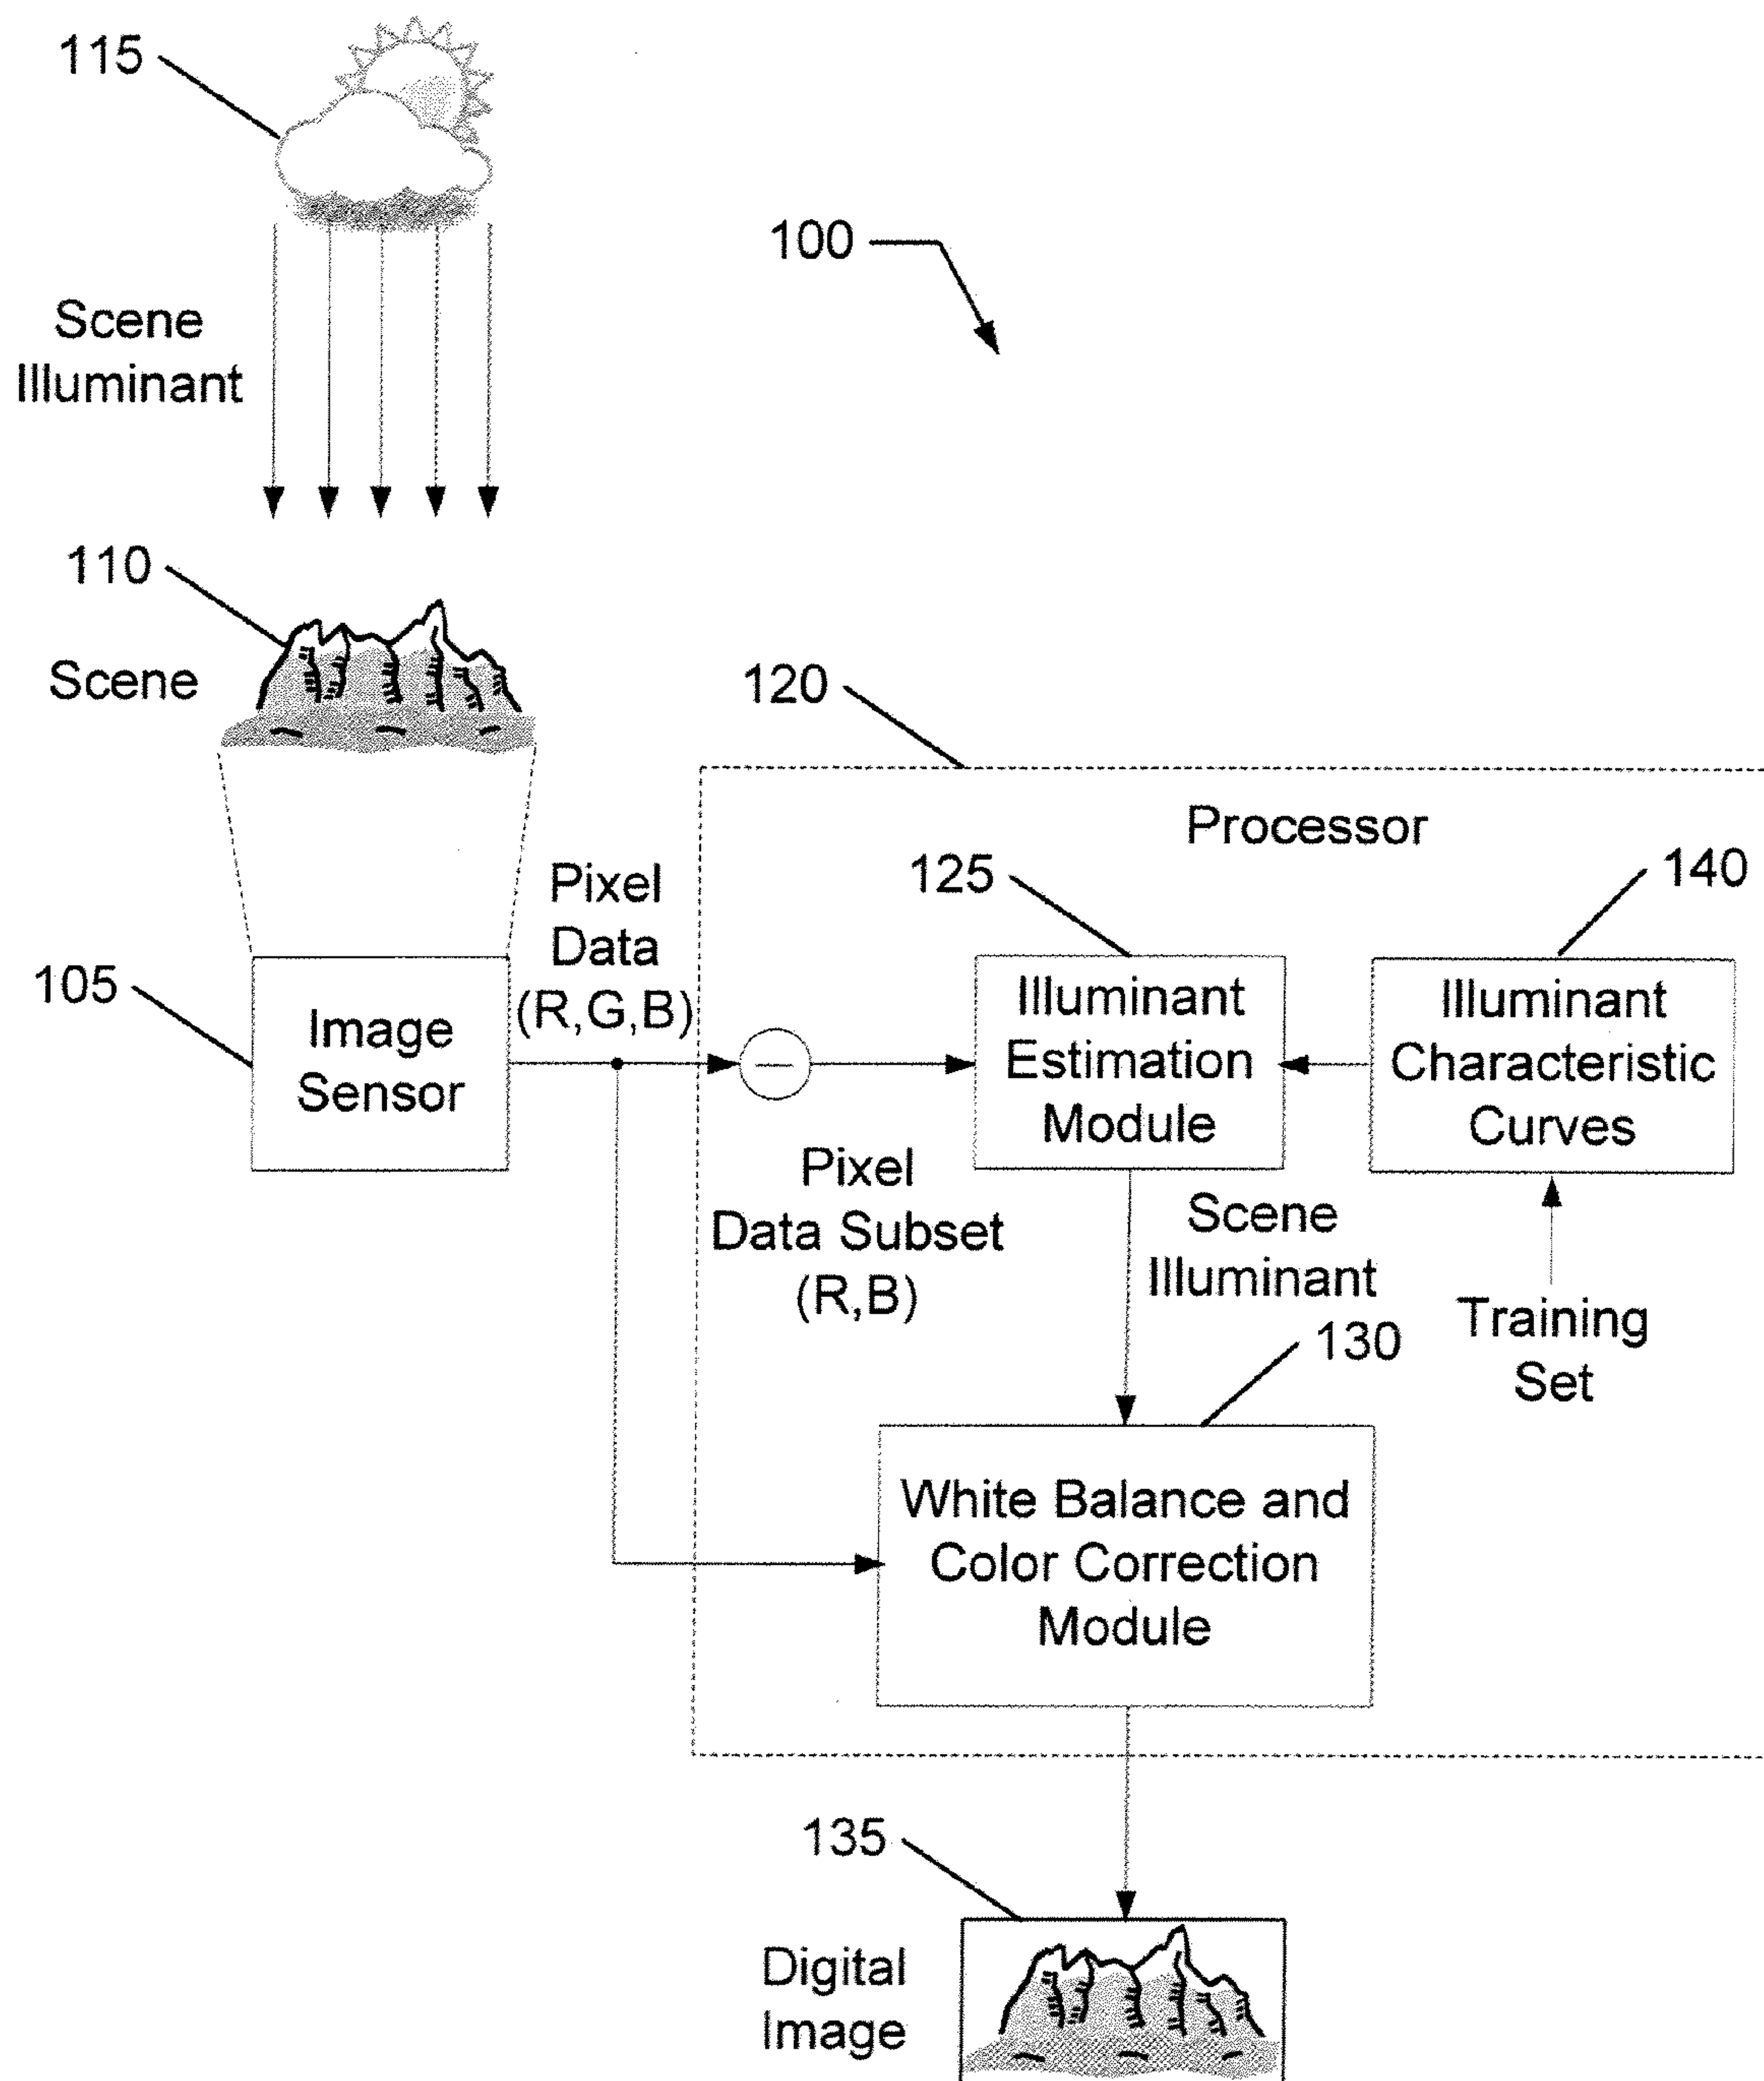 115
100
Scene
Illuminant
110
Scene
120
Processor
125
140
Pixel
Data
(R,G,B)
105
Image
Sensor
Illuminant
Estimation
Module
Illuminant
Characteristic
Curves
Pixel
Data Subset
(R,B)
Scene
Illuminant
130
Training
Set
White Balance and
Color Correction
Module
135
Digital
Image